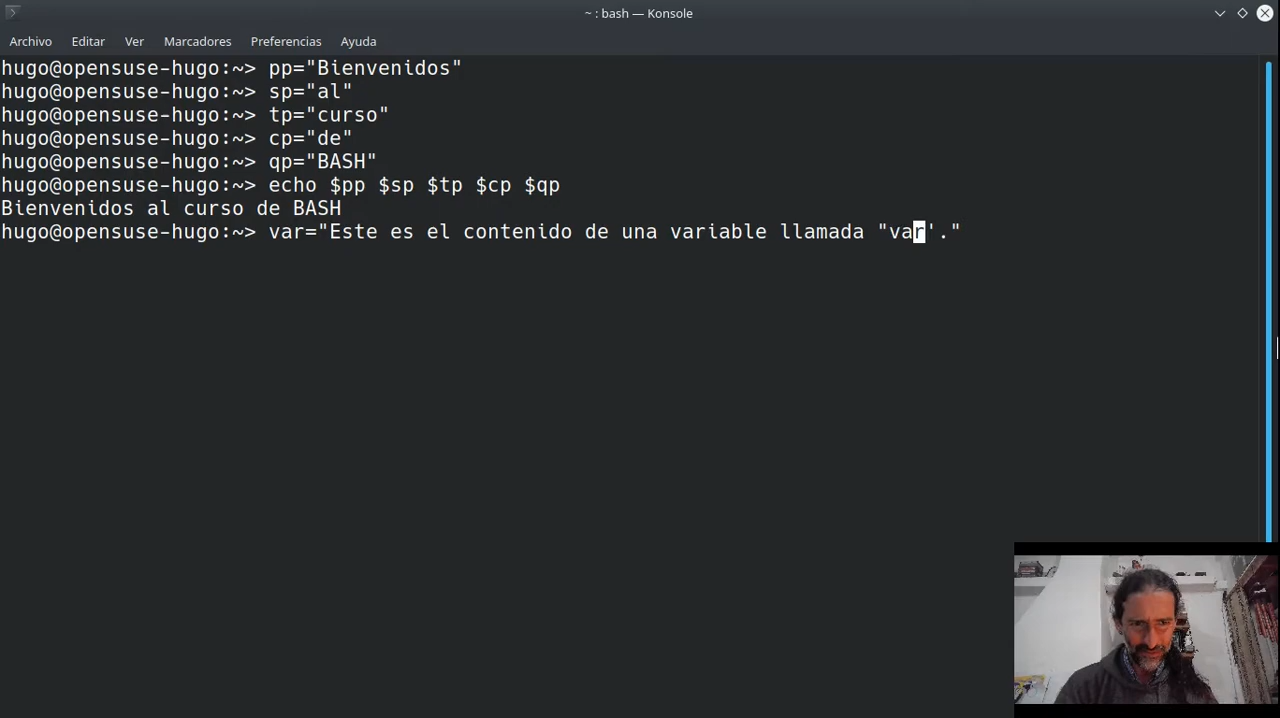 ~ : bash — Konsole
Archivo Editar Ver Marcadores Preferencias Ayuda
hugo@opensuse-hugo:~> pp="Bienvenidos"
hugo@opensuse-hugo:~> sp="al"
hugo@opensuse-hugo:~> tp="curso"
hugo@opensuse-hugo:~> cp="de"
hugo@opensuse-hugo:~> qp="BASH"
hugo@opensuse-hugo:~> echo $pp $sp $tp $cp $qp
Bienvenidos al curso de BASH
hugo@opensuse-hugo:~> var="Este es el contenido de una variable llamada "var'."